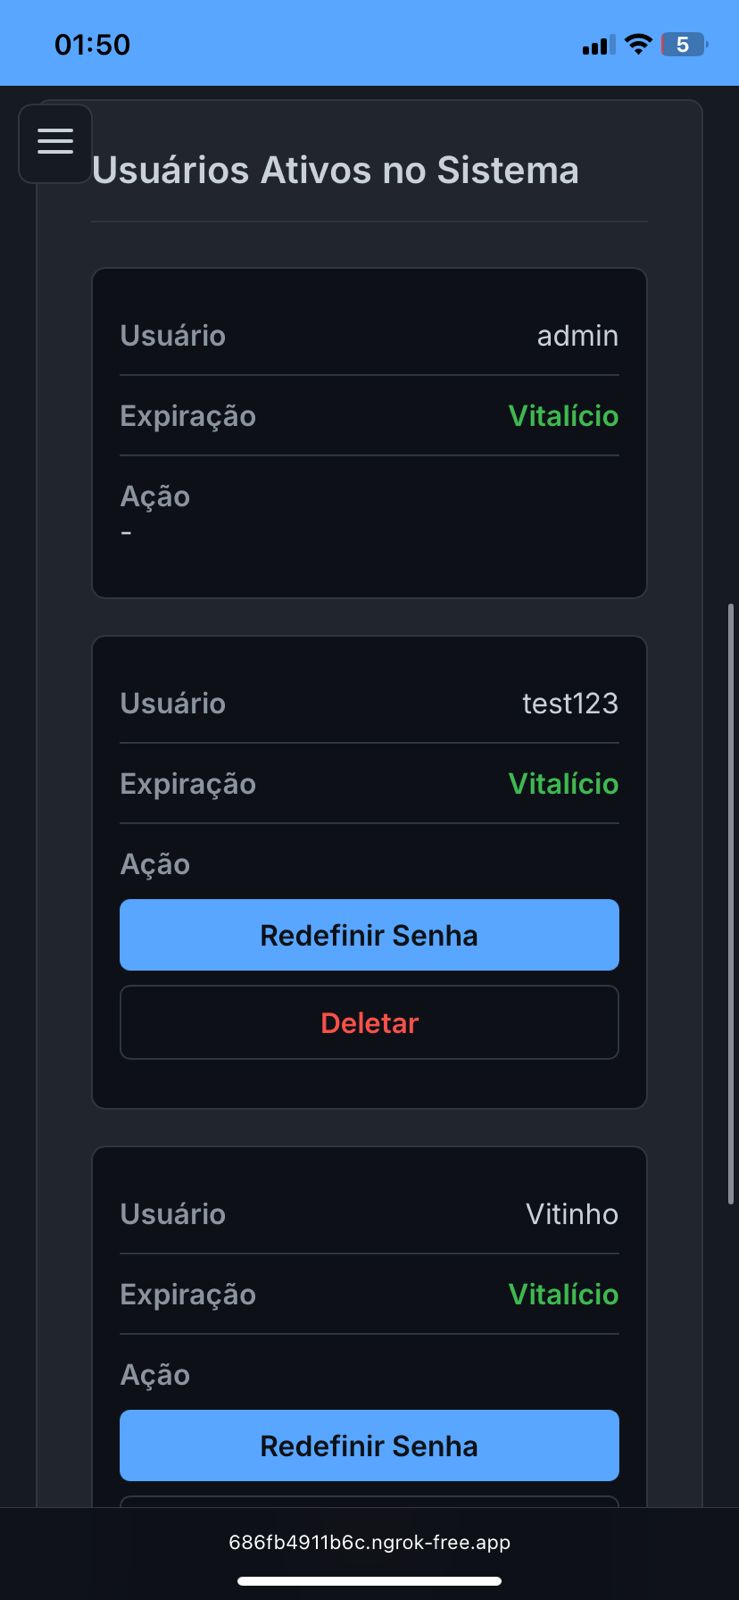 01:50
5
Usuários Ativos no Sistema
Usuário admin
Expiração Vitalício
Ação
-
Usuário test123
Expiração Vitalício
Ação
Redefinir Senha
Deletar
Usuário Vitinho
Expiração Vitalício
Ação
Redefinir Senha
686fb4911b6c.ngrok-free.app